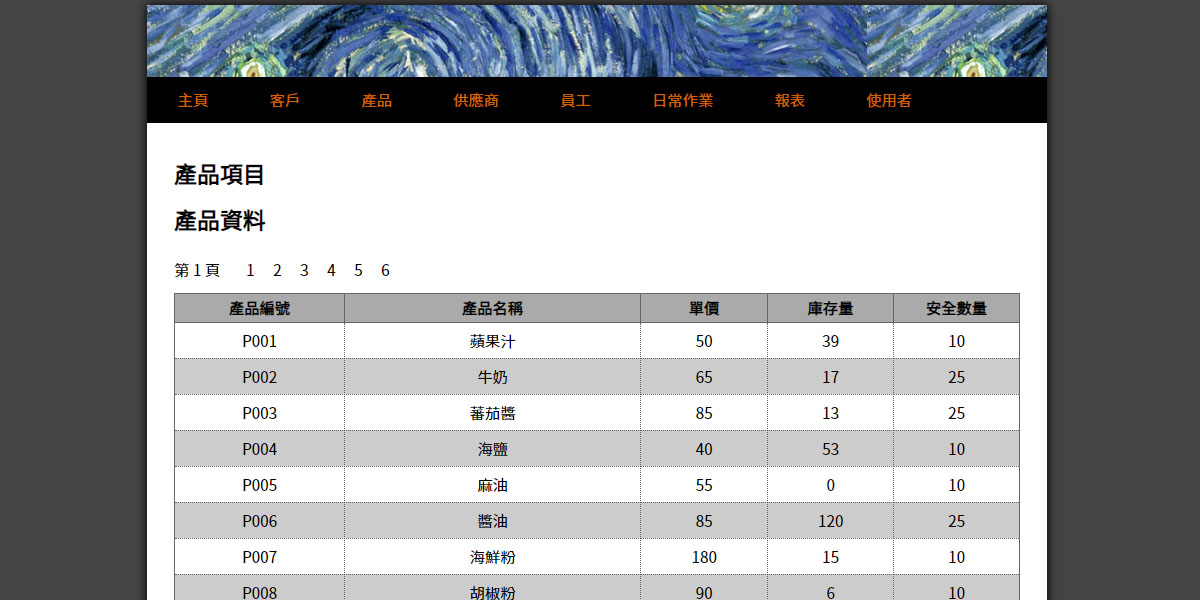 主頁 客戶 產品 供應商 員工 日常作業 報表 使用者
產品項目
產品資料
第 1 頁 1 2 3 4 5 6
產品編號 產品名稱 單價 庫存量 安全數量
P001 蘋果汁 50 39 10
P002 牛奶 65 17 25
P003 蕃茄醬 85 13 25
P004 海鹽 40 53 10
P005 麻油 55 0 10
P006 醬油 85 120 25
P007 海鮮粉 180 15 10
P008 胡椒粉 90 6 10